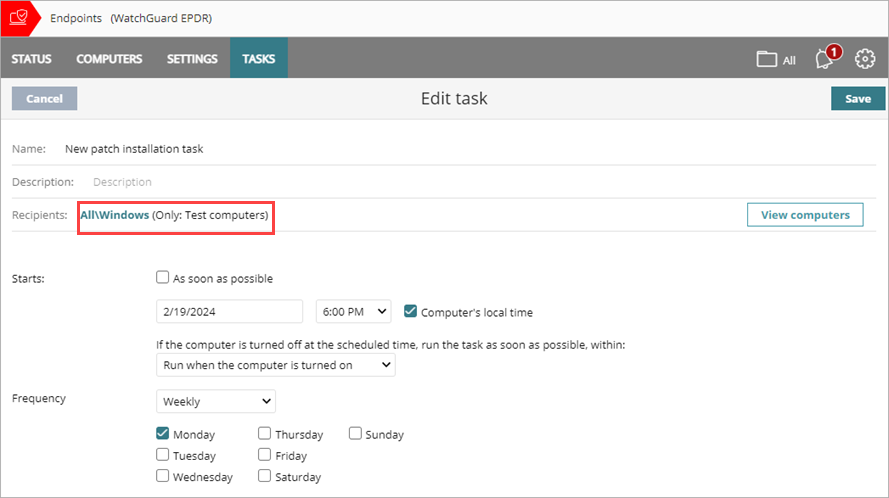 Endpoints (WatchGuard EPDR)
STATUS COMPUTERS SETTINGS TASKS All 1
Cancel Edit task Save
Name: New patch installation task
Description: Description
Recipients: All\Windows (Only: Test computers) View computers
Starts: As soon as possible
2/19/2024 6:00 PM Computer's local time
If the computer is turned off at the scheduled time, run the task as soon as possible, within:
Run when the computer is turned on
Frequency Weekly
Monday Thursday Sunday
Tuesday Friday
Wednesday Saturday